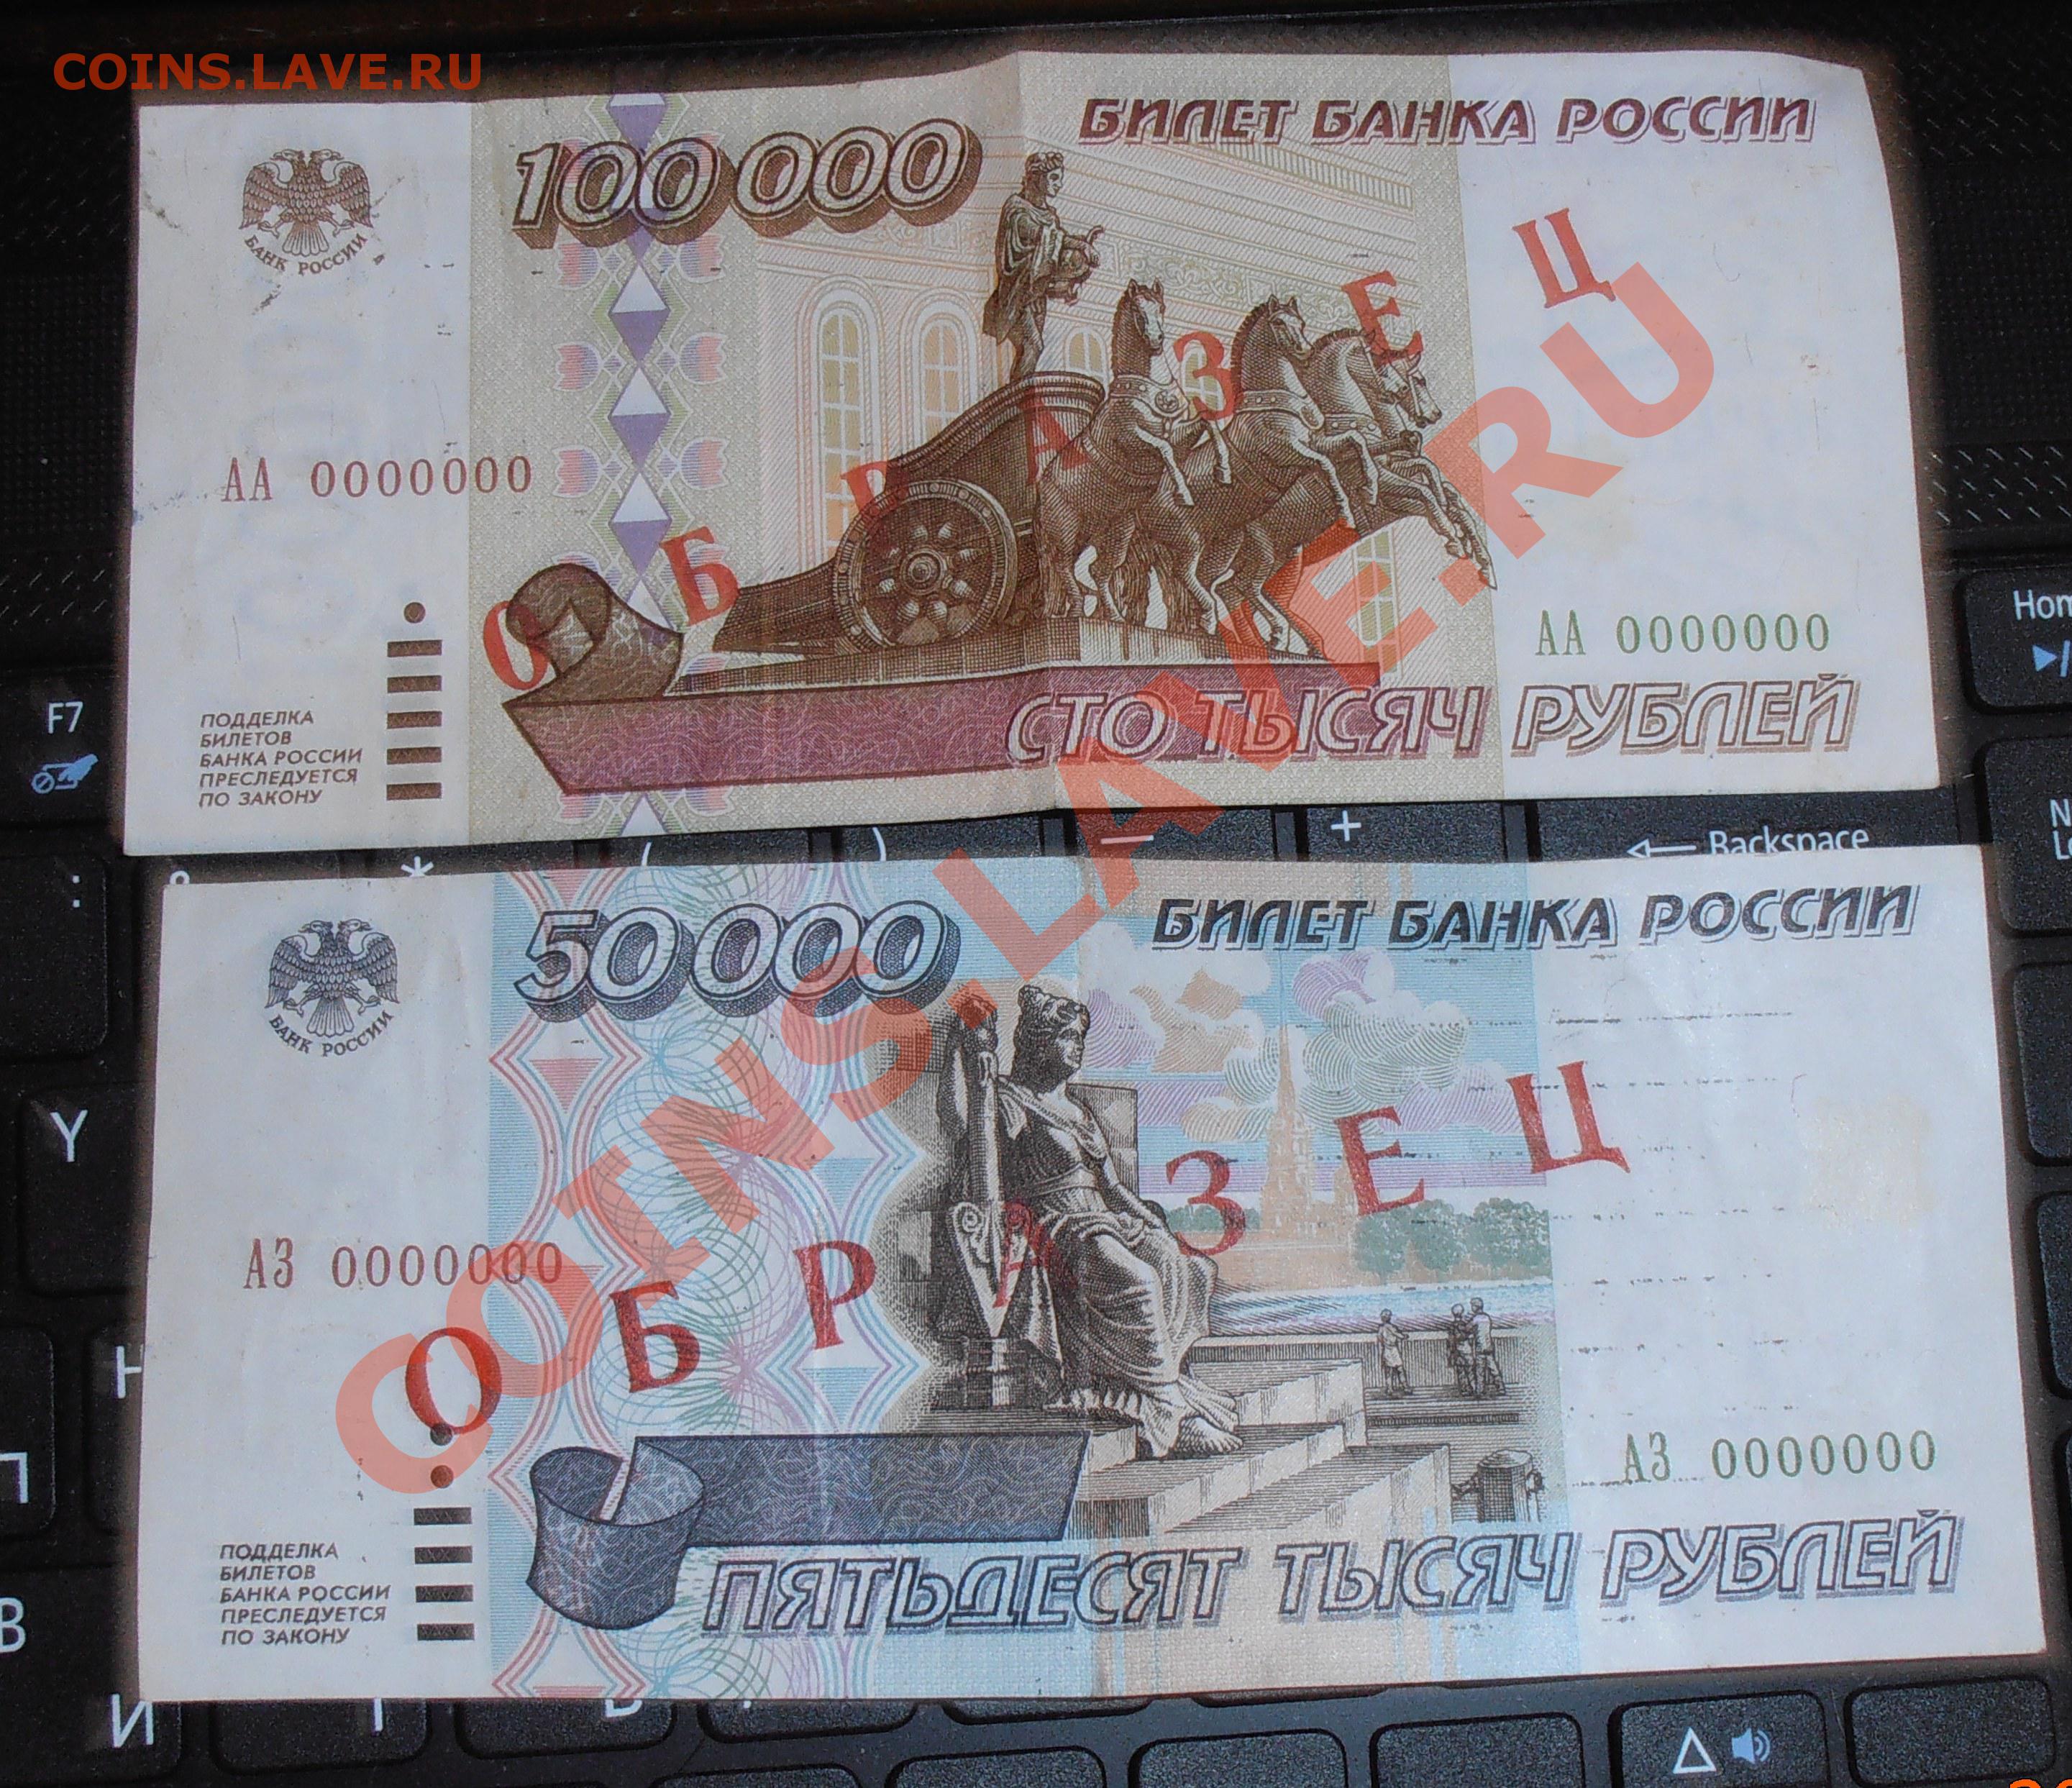 COINS.LAVE.RU
БИЛЕТ БАНКА РОССИИ
100 000
БАНК РОССИИ
ОБРАЗЕЦ
АА 0000000
АА 0000000
ПОДДЕЛКА
БИЛЕТОВ
БАНКА РОССИИ
ПРЕСЛЕДУЕТСЯ
ПО ЗАКОНУ
СТО ТЫСЯЧ РУБЛЕЙ
COINS.LAVE.RU
F7
Hom
Backspace
БИЛЕТ БАНКА РОССИИ
50 000
БАНК РОССИИ
ОБРАЗЕЦ
АЗ 0000000
АЗ 0000000
ПОДДЕЛКА
БИЛЕТОВ
БАНКА РОССИИ
ПРЕСЛЕДУЕТСЯ
ПО ЗАКОНУ
ПЯТЬДЕСЯТ ТЫСЯЧ РУБЛЕЙ
Y
Н
В
И